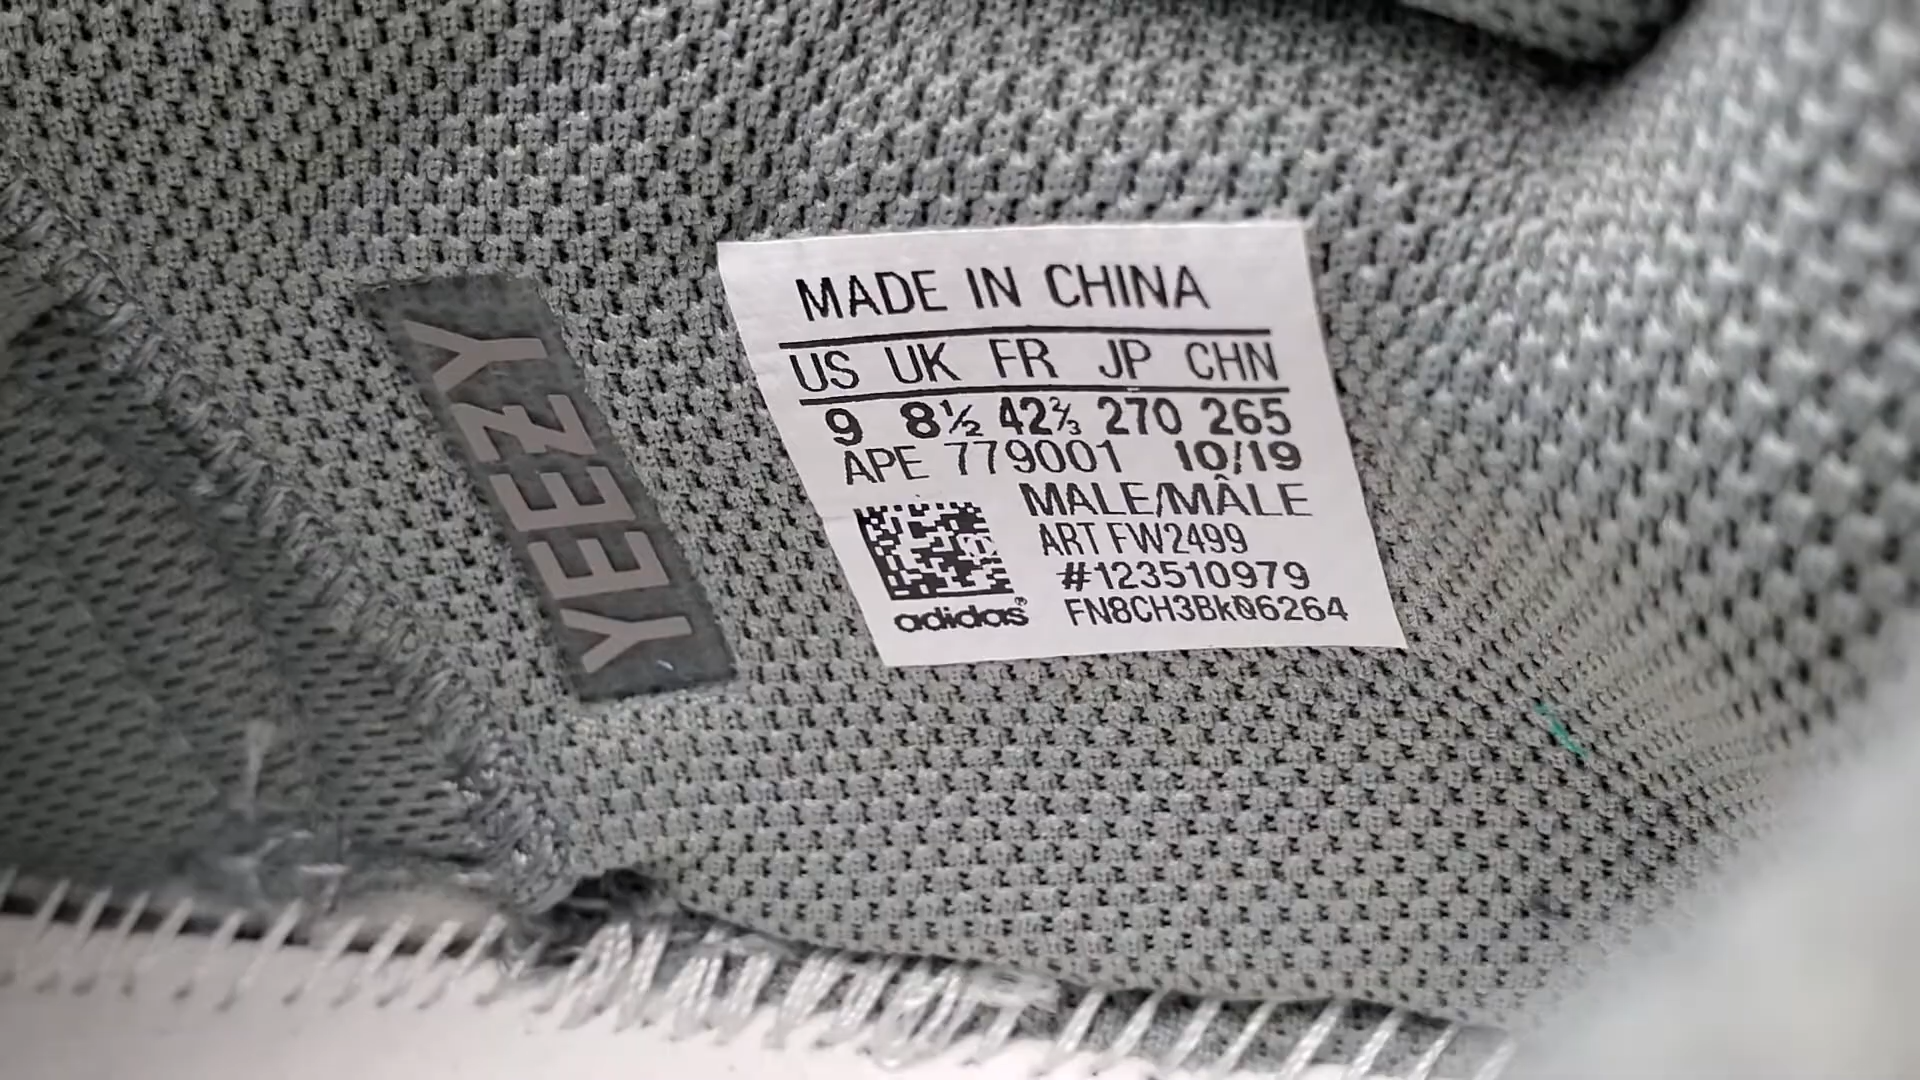 YEEZY
MADE IN CHINA
US UK FR JP CHN
9 8½ 42⅔ 270 265
APE 779001 10/19
MALE/MÂLE
ART FW2499
#123510979
FN8CH3BkQ6264
adidas®